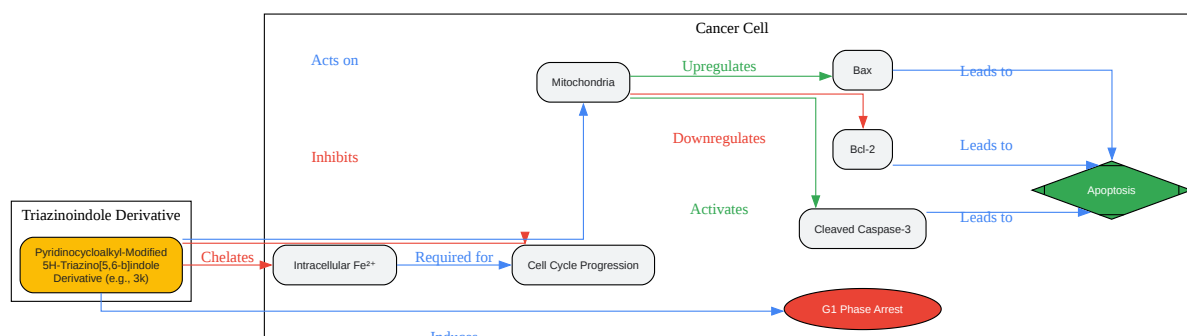 Cancer Cell
Acts on
Mitochondria
Upregulates
Bax
Leads to
Downregulates
Inhibits
Bcl-2
Leads to
Activates
Apoptosis
Triazinoindole Derivative
Cleaved Caspase-3
Leads to
Pyridinocycloalkyl-Modified
5H-Triazino[5,6-b]indole
Derivative (e.g., 3k)
Chelates
Intracellular Fe²⁺
Required for
Cell Cycle Progression
G1 Phase Arrest
Induces